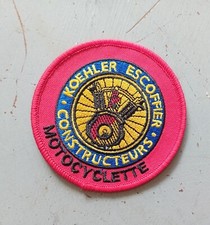 · KOEHLER ESCOFFIER ·
CONSTRUCTEURS
MOTOCYCLETTE